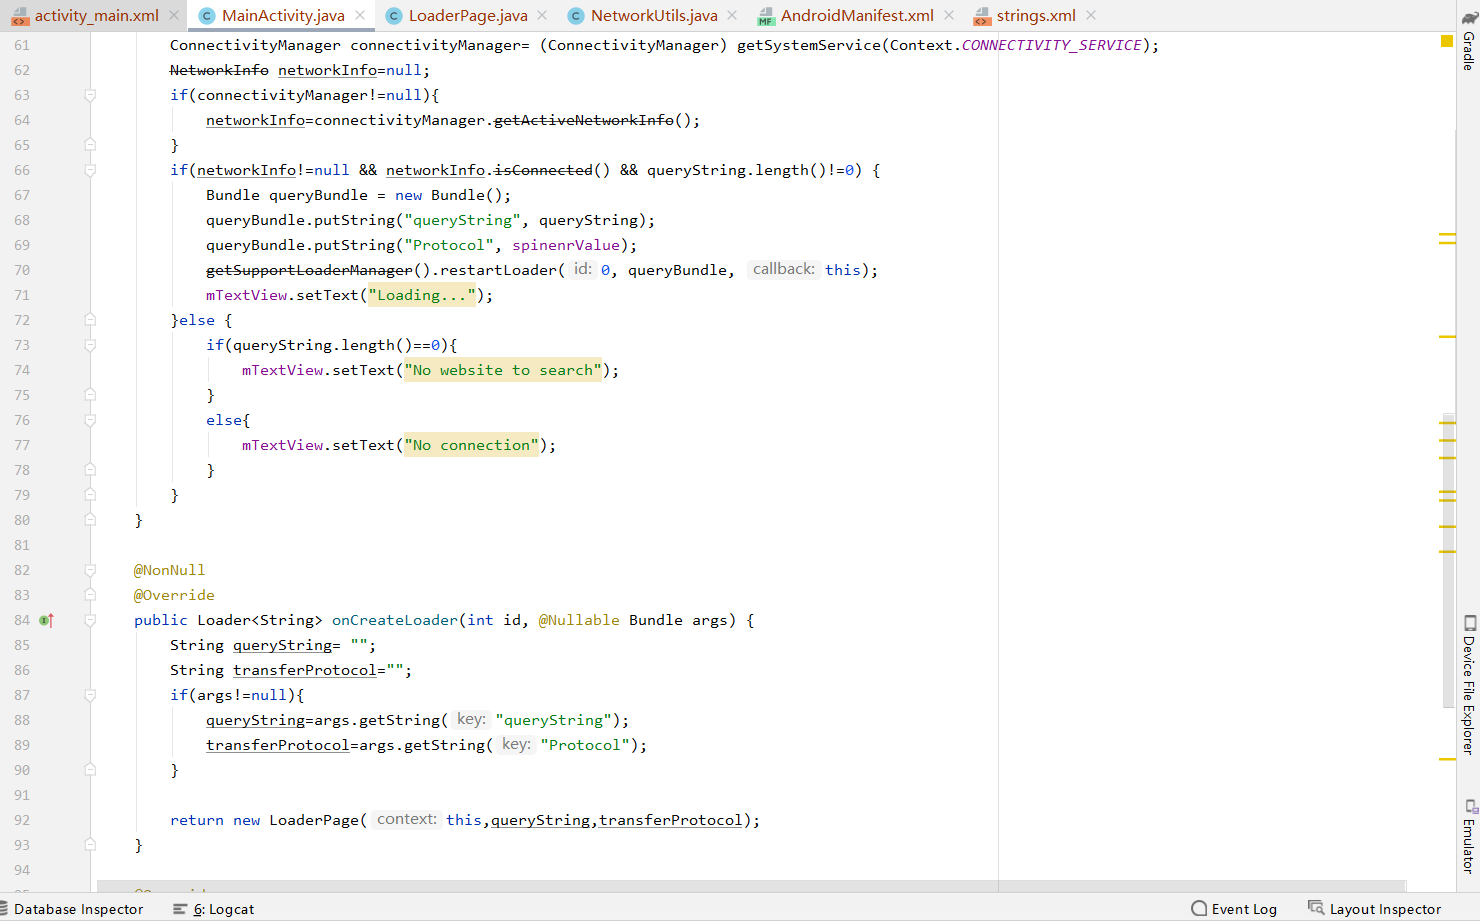 activity_main.xml MainActivity.java LoaderPage.java NetworkUtils.java AndroidManifest.xml strings.xml
61 ConnectivityManager connectivityManager= (ConnectivityManager) getSystemService(Context.CONNECTIVITY_SERVICE);
62 NetworkInfo networkInfo=null;
63 if(connectivityManager!=null){
64 networkInfo=connectivityManager.getActiveNetworkInfo();
65 }
66 if(networkInfo!=null && networkInfo.isConnected() && queryString.length()!=0) {
67 Bundle queryBundle = new Bundle();
68 queryBundle.putString("queryString", queryString);
69 queryBundle.putString("Protocol", spinenrValue);
70 getSupportLoaderManager().restartLoader( id: 0, queryBundle, callback: this);
71 mTextView.setText("Loading...");
72 }else {
73 if(queryString.length()==0){
74 mTextView.setText("No website to search");
75 }
76 else{
77 mTextView.setText("No connection");
78 }
79 }
80 }
81
82 @NonNull
83 @Override
84 public Loader<String> onCreateLoader(int id, @Nullable Bundle args) {
85 String queryString= "";
86 String transferProtocol="";
87 if(args!=null){
88 queryString=args.getString( key: "queryString");
89 transferProtocol=args.getString( key: "Protocol");
90 }
91
92 return new LoaderPage( context: this,queryString,transferProtocol);
93 }
94
Gradle
Device File Explorer
Emulator
Database Inspector 6: Logcat Event Log Layout Inspector